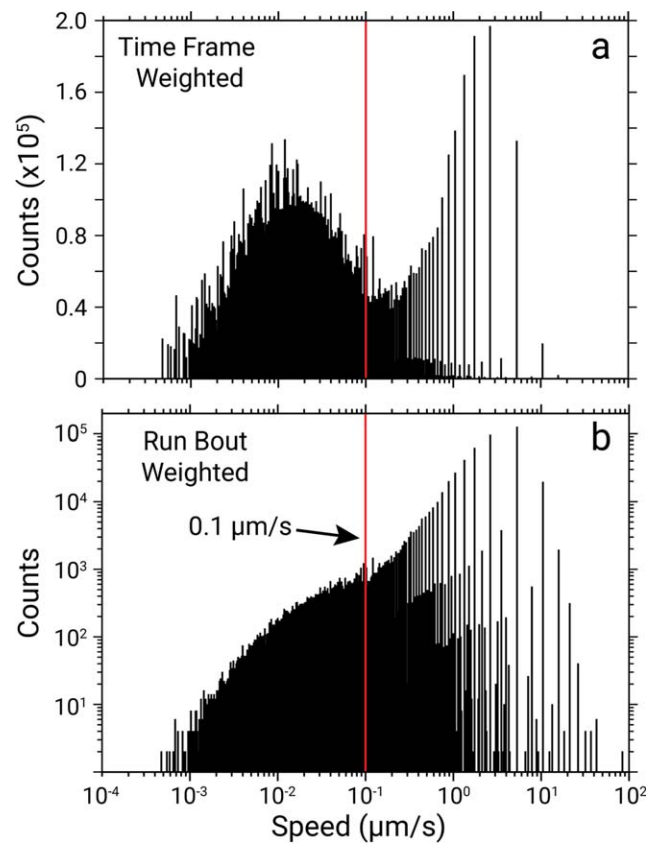 2.0
1.6
1.2
0.8
0.4
0
Counts (x10⁵)
Time Frame
Weighted
a
10⁵
10⁴
10³
10²
10¹
Counts
Run Bout
Weighted
b
0.1 µm/s
10⁻⁴ 10⁻³ 10⁻² 10⁻¹ 10⁰ 10¹ 10²
Speed (µm/s)